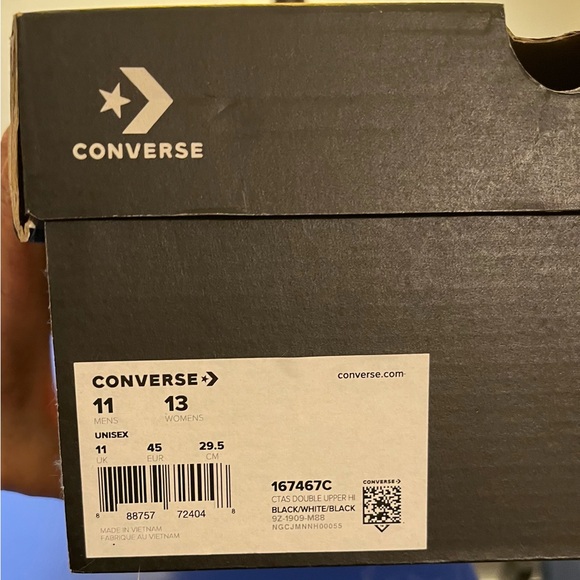 CONVERSE
CONVERSE
converse.com
11 13
MENS WOMENS
UNISEX
11 45 29.5
UK EUR CM
8 88757 72404 8
MADE IN VIETNAM
FABRIQUE AU VIETNAM
167467C
CTAS DOUBLE UPPER HI
BLACK/WHITE/BLACK
9Z-1909-M88
NGCJMNNH00055
CONVERSE